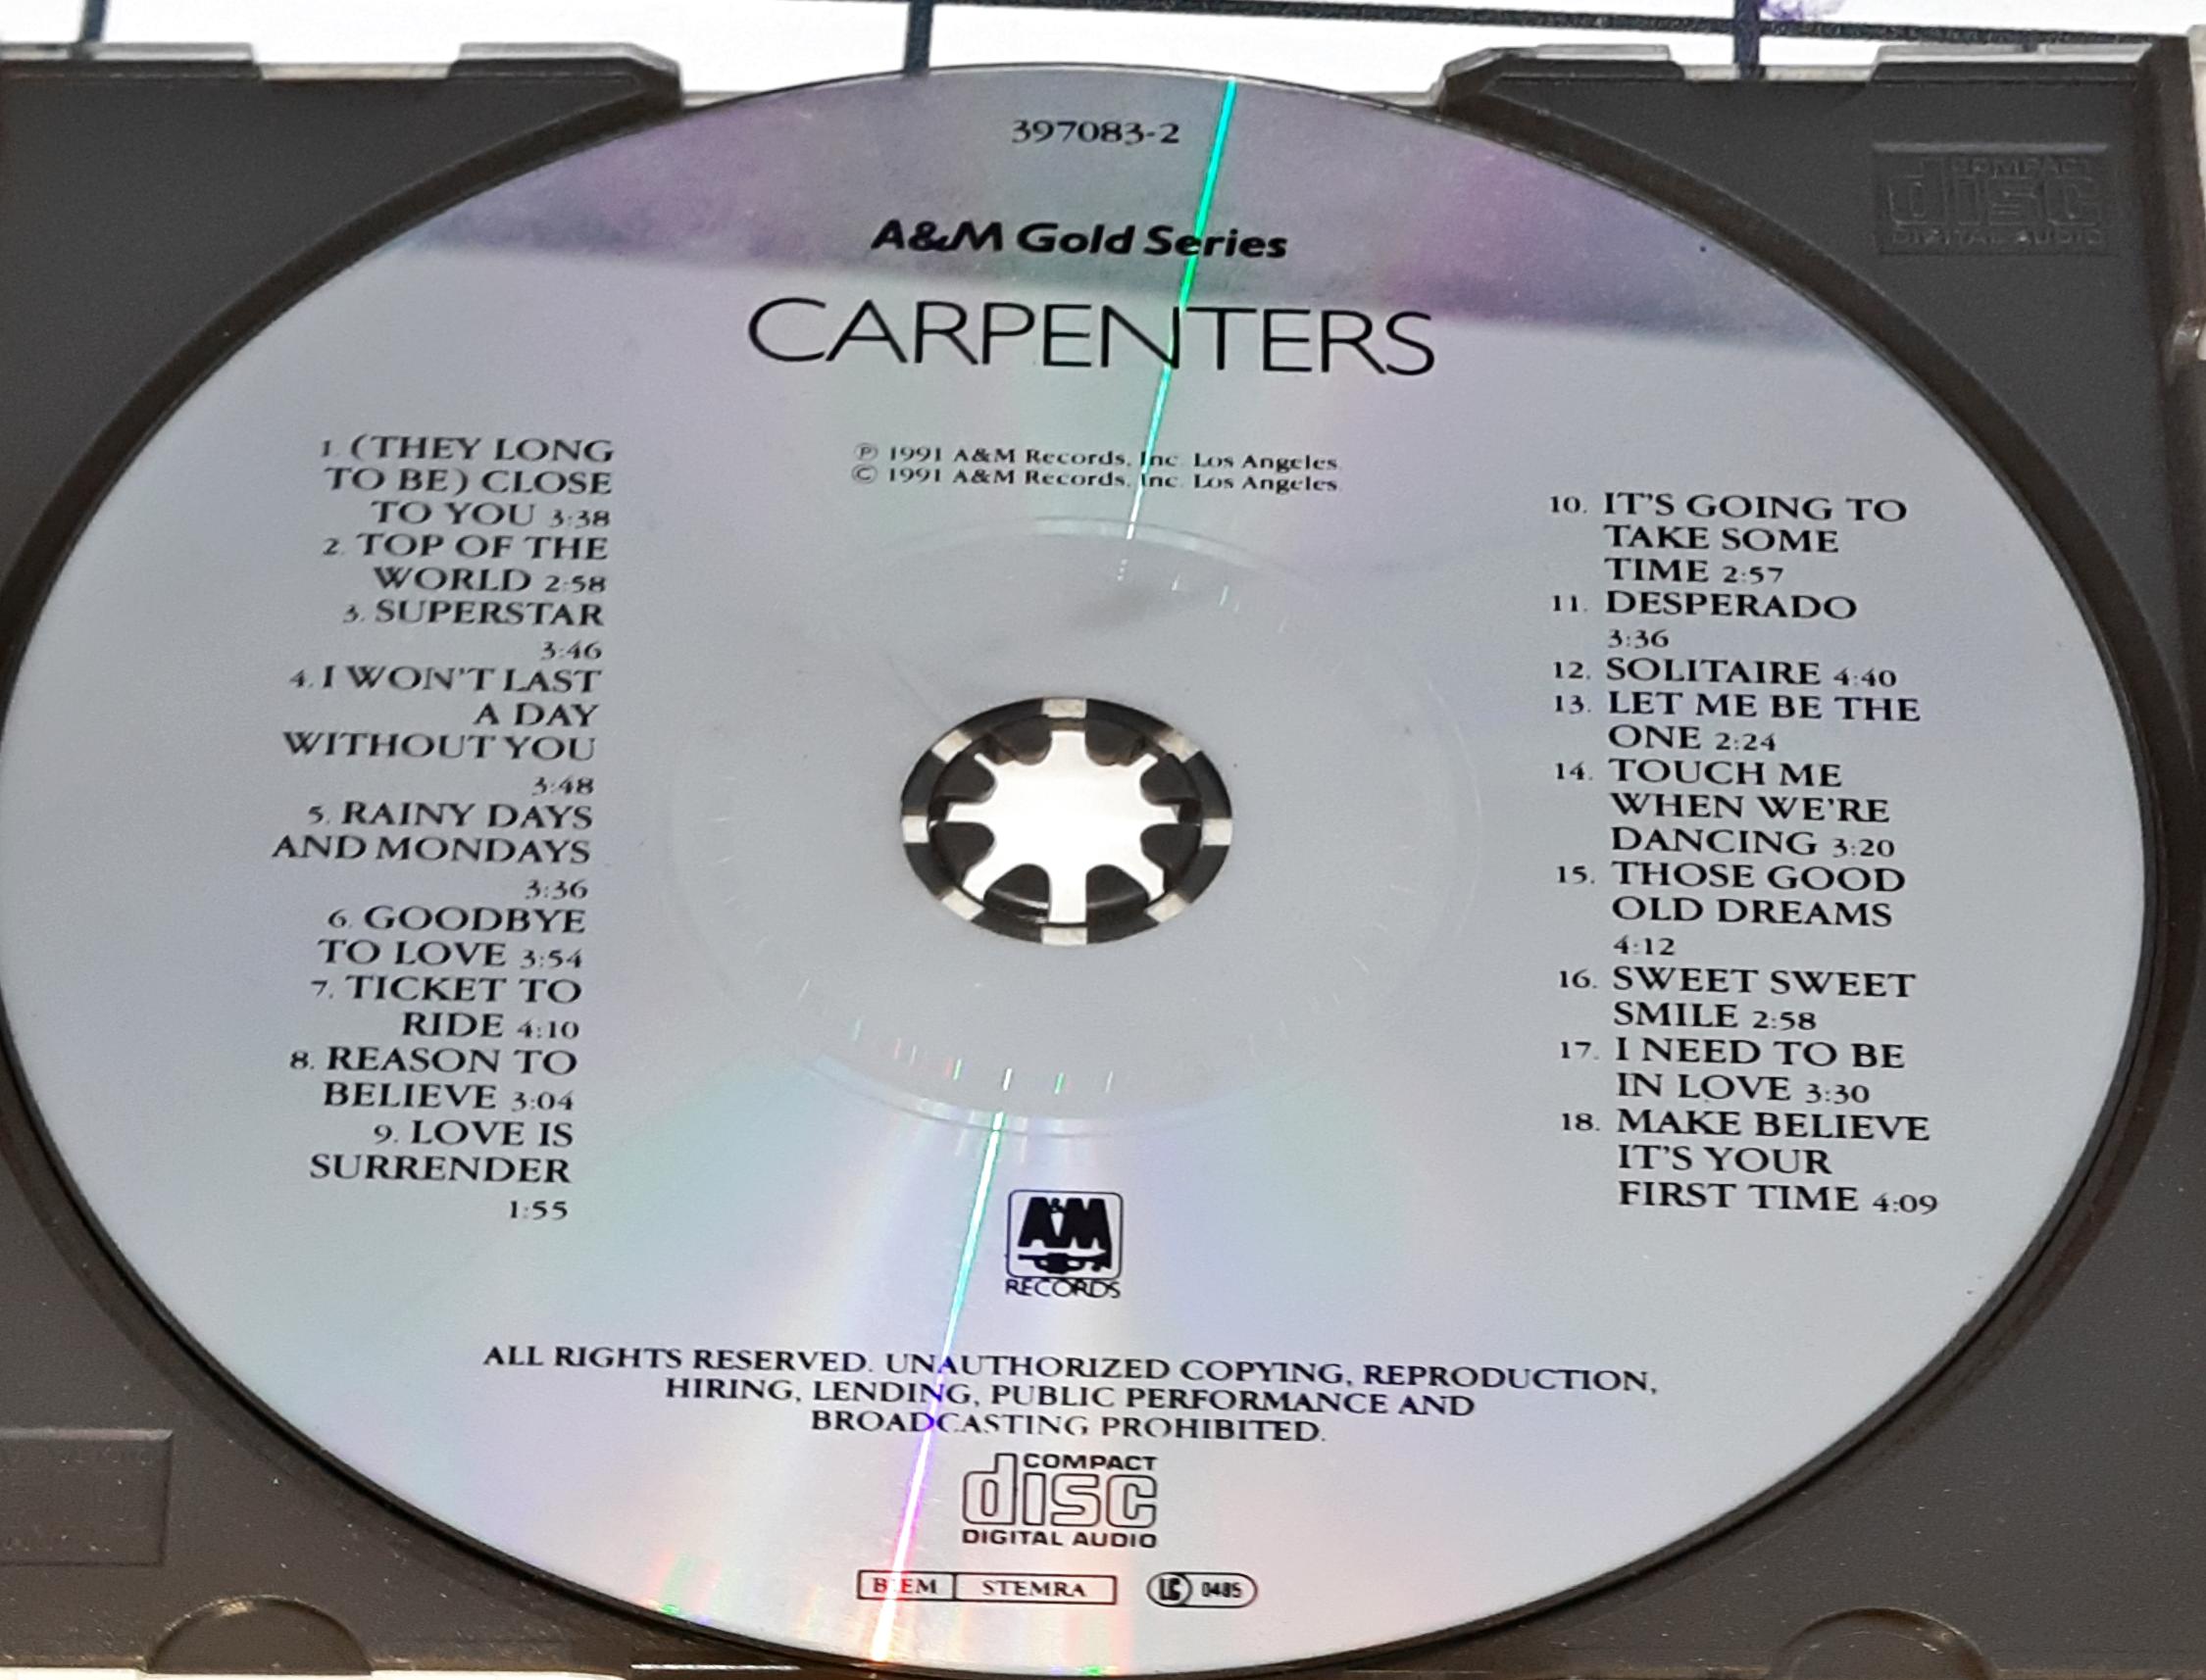 397083-2
A&M Gold Series
CARPENTERS
℗ 1991 A&M Records, Inc. Los Angeles.
© 1991 A&M Records, Inc. Los Angeles.
1. (THEY LONG
TO BE) CLOSE
TO YOU 3:38
2. TOP OF THE
WORLD 2:58
3. SUPERSTAR
3:46
4. I WON'T LAST
A DAY
WITHOUT YOU
3:48
5. RAINY DAYS
AND MONDAYS
3:36
6. GOODBYE
TO LOVE 3:54
7. TICKET TO
RIDE 4:10
8. REASON TO
BELIEVE 3:04
9. LOVE IS
SURRENDER
1:55
10. IT'S GOING TO
TAKE SOME
TIME 2:57
11. DESPERADO
3:36
12. SOLITAIRE 4:40
13. LET ME BE THE
ONE 2:24
14. TOUCH ME
WHEN WE'RE
DANCING 3:20
15. THOSE GOOD
OLD DREAMS
4:12
16. SWEET SWEET
SMILE 2:58
17. I NEED TO BE
IN LOVE 3:30
18. MAKE BELIEVE
IT'S YOUR
FIRST TIME 4:09
A&M
RECORDS
ALL RIGHTS RESERVED. UNAUTHORIZED COPYING, REPRODUCTION,
HIRING, LENDING, PUBLIC PERFORMANCE AND
BROADCASTING PROHIBITED.
COMPACT
disc
DIGITAL AUDIO
BIEM STEMRA LC 0485
COMPACT
disc
DIGITAL AUDIO